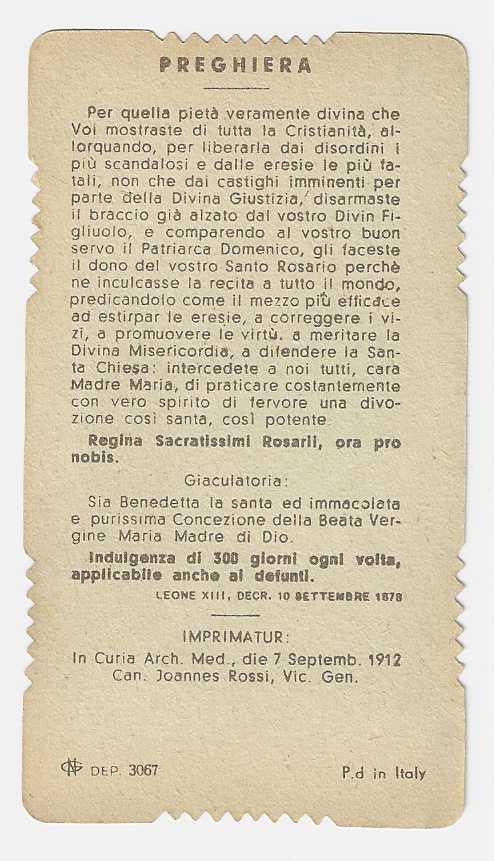 PREGHIERA
Per quella pietà veramente divina che
Voi mostraste di tutta la Cristianità, al-
lorquando, per liberarla dai disordini i
più scandalosi e dalle eresie le più fa-
tali, non che dai castighi imminenti per
parte della Divina Giustizia, disarmaste
il braccio già alzato dal vostro Divin Fi-
gliuolo, e comparendo al vostro buon
servo il Patriarca Domenico, gli faceste
il dono del vostro Santo Rosario perchè
ne inculcasse la recita a tutto il mondo,
predicandolo come il mezzo più efficace
ad estirpar le eresie, a correggere i vi-
zi, a promuovere le virtù. a meritare la
Divina Misericordia, a difendere la San-
ta Chiesa: intercedete a noi tutti, cara
Madre Maria, di praticare costantemente
con vero spirito di fervore una divo-
zione così santa, così potente.
Regina Sacratissimi Rosarii, ora pro
nobis.
Giaculatoria:
Sia Benedetta la santa ed immacolata
e purissima Concezione della Beata Ver-
gine Maria Madre di Dio.
Indulgenza di 300 giorni ogni volta,
applicabile anche ai defunti.
LEONE XIII, DECR. 10 SETTEMBRE 1878
IMPRIMATUR:
In Curia Arch. Med., die 7 Septemb. 1912
Can. Joannes Rossi, Vic. Gen.
DEP. 3067
P.d in Italy